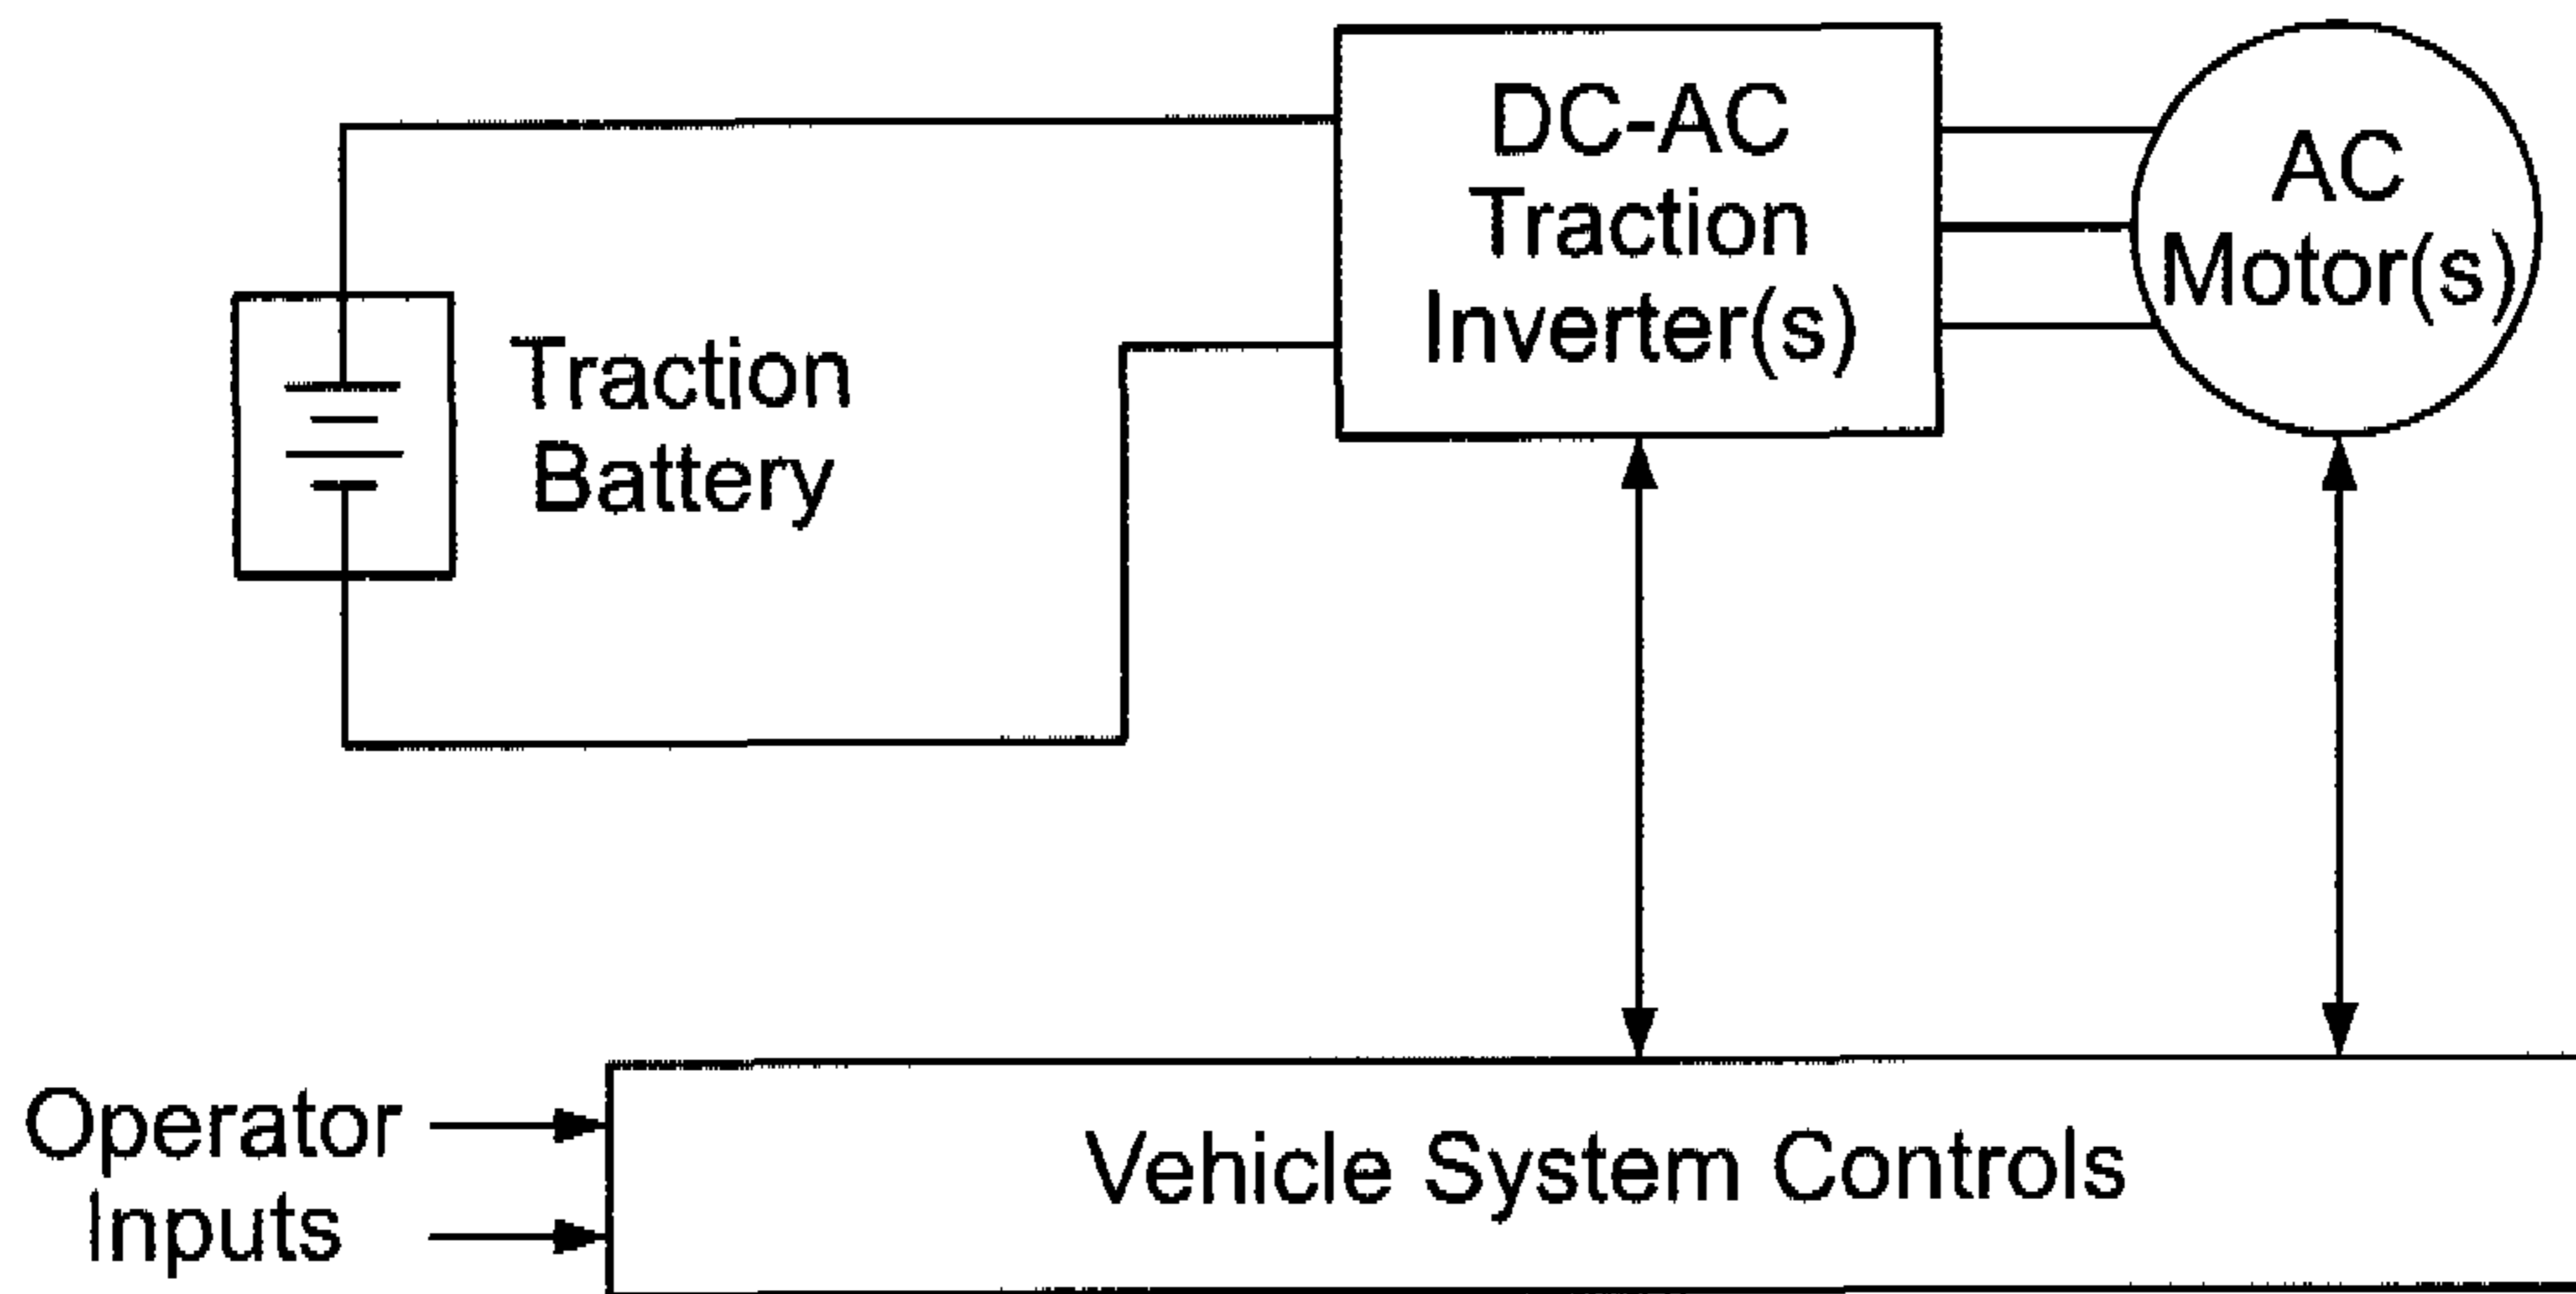 DC-AC
Traction
Inverter(s)
AC
Motor(s)
Traction
Battery
Operator
Inputs
Vehicle System Controls